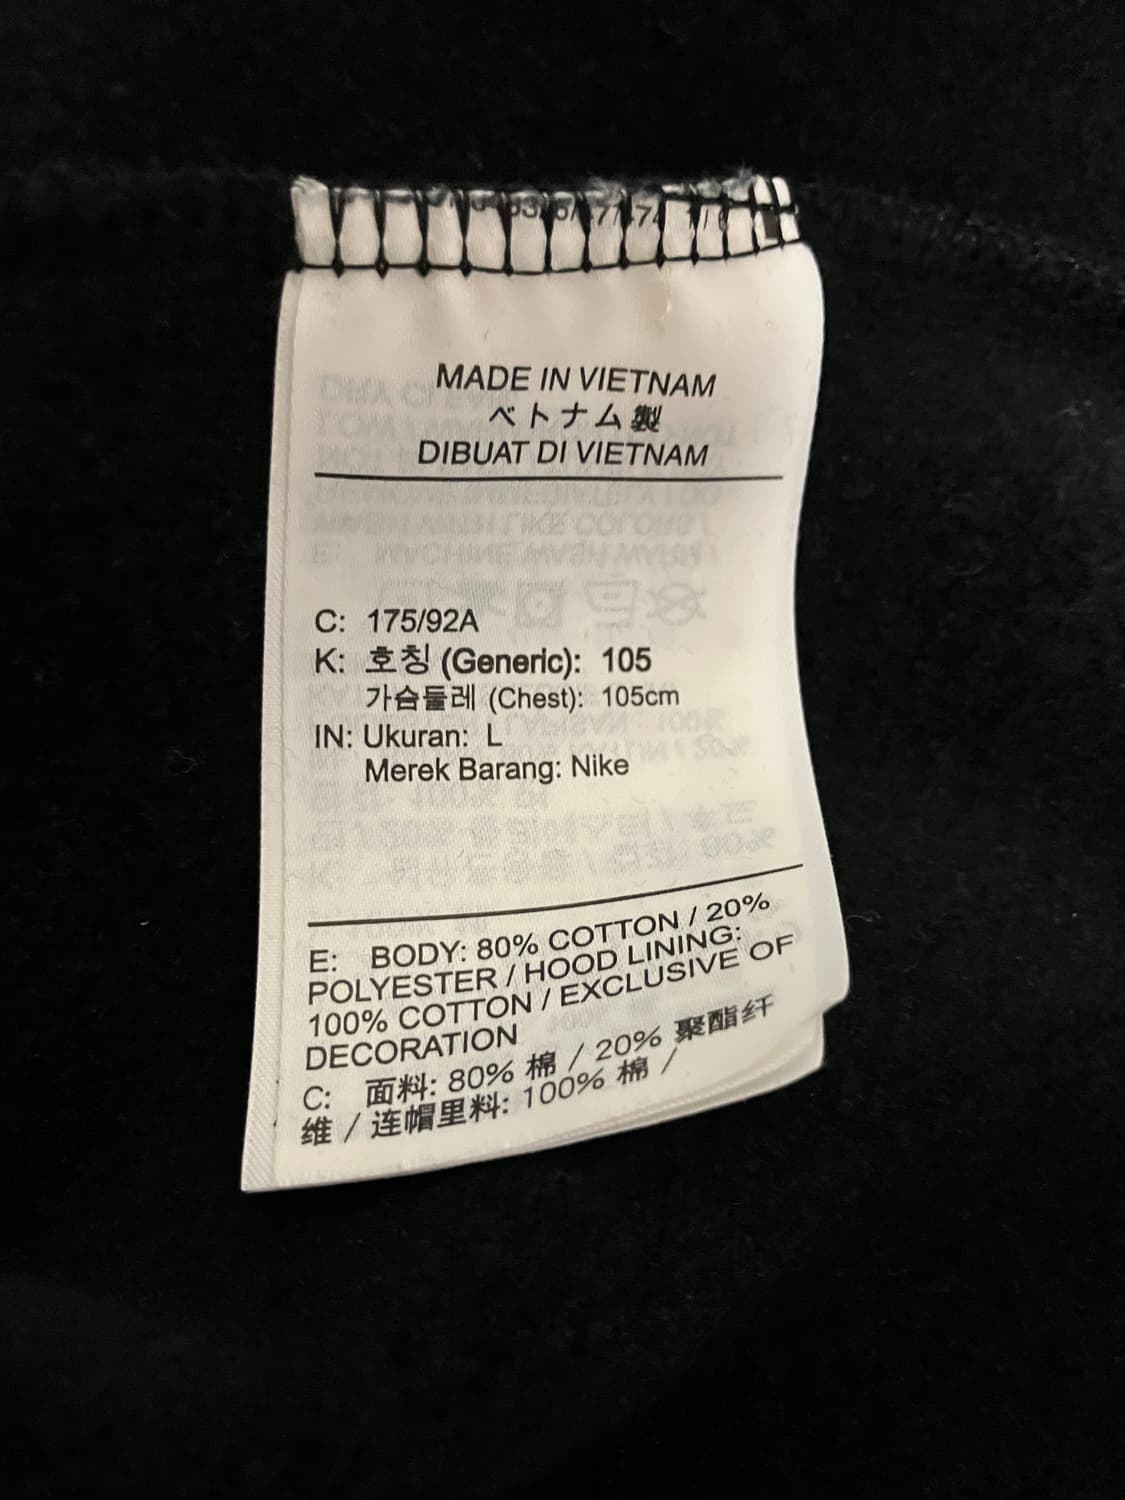 MADE IN VIETNAM
ベトナム製
DIBUAT DI VIETNAM
C: 175/92A
K: 호칭 (Generic): 105
가슴둘레 (Chest): 105cm
IN: Ukuran: L
Merek Barang: Nike
E: BODY: 80% COTTON / 20%
POLYESTER / HOOD LINING:
100% COTTON / EXCLUSIVE OF
DECORATION
C: 面料: 80% 棉 / 20% 聚酯纤
维 / 连帽里料: 100% 棉 /